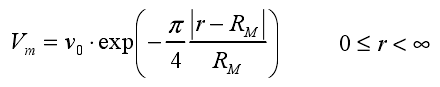 V_m = v_0 · exp(−(π/4) |r − R_M| / R_M)    0 ≤ r < ∞